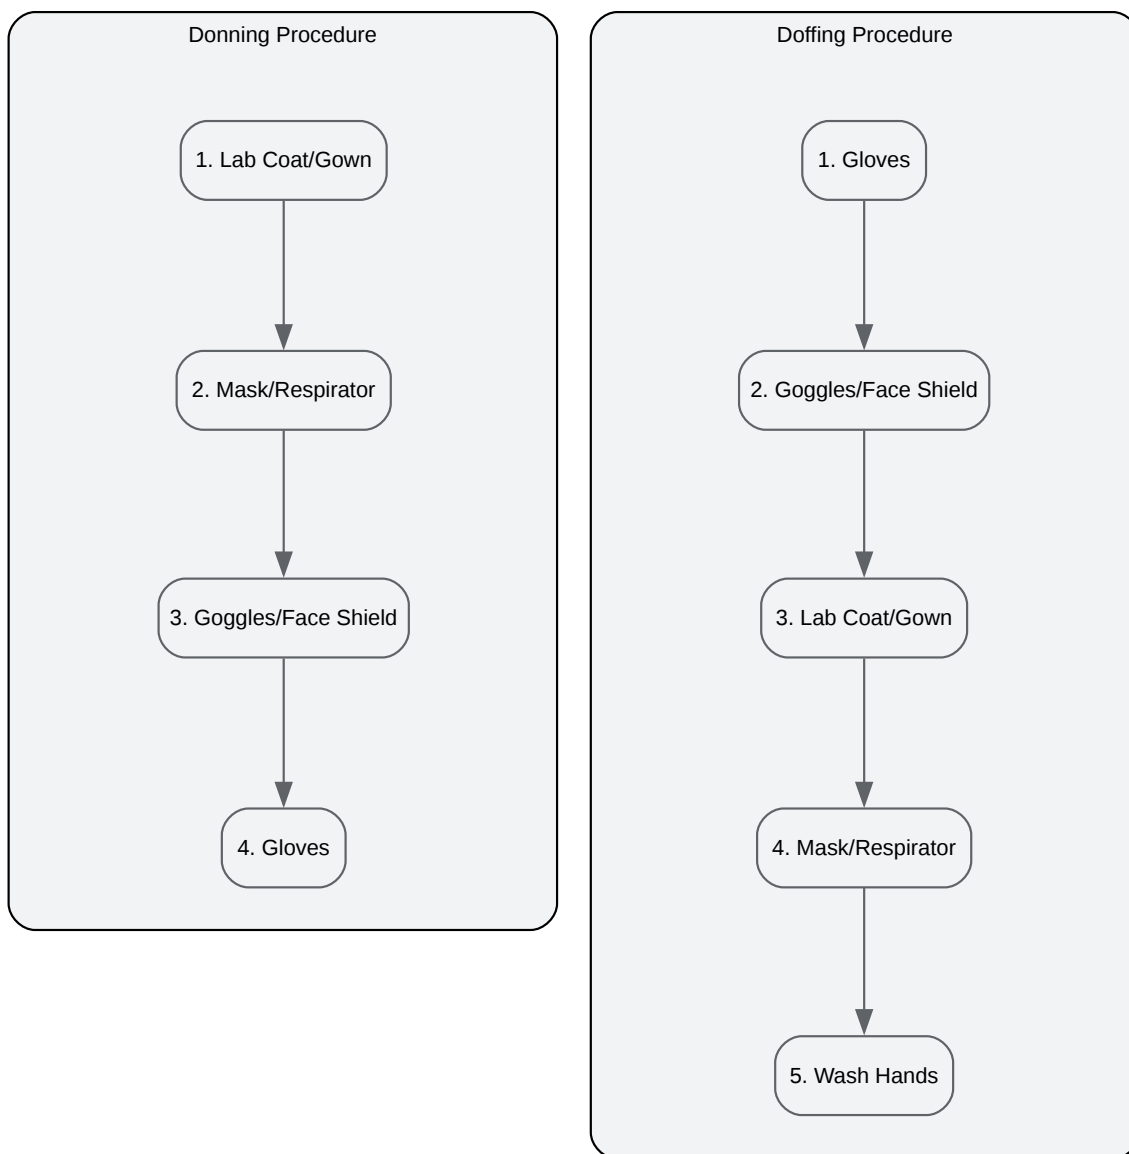 Donning Procedure
1. Lab Coat/Gown
2. Mask/Respirator
3. Goggles/Face Shield
4. Gloves
Doffing Procedure
1. Gloves
2. Goggles/Face Shield
3. Lab Coat/Gown
4. Mask/Respirator
5. Wash Hands